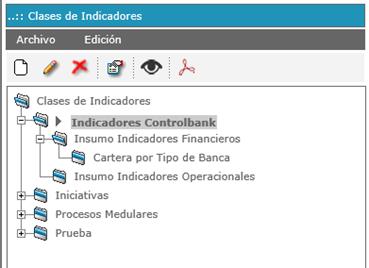 ..:: Clases de Indicadores
Archivo Edición
Clases de Indicadores
Indicadores Controlbank
Insumo Indicadores Financieros
Cartera por Tipo de Banca
Insumo Indicadores Operacionales
Iniciativas
Procesos Medulares
Prueba